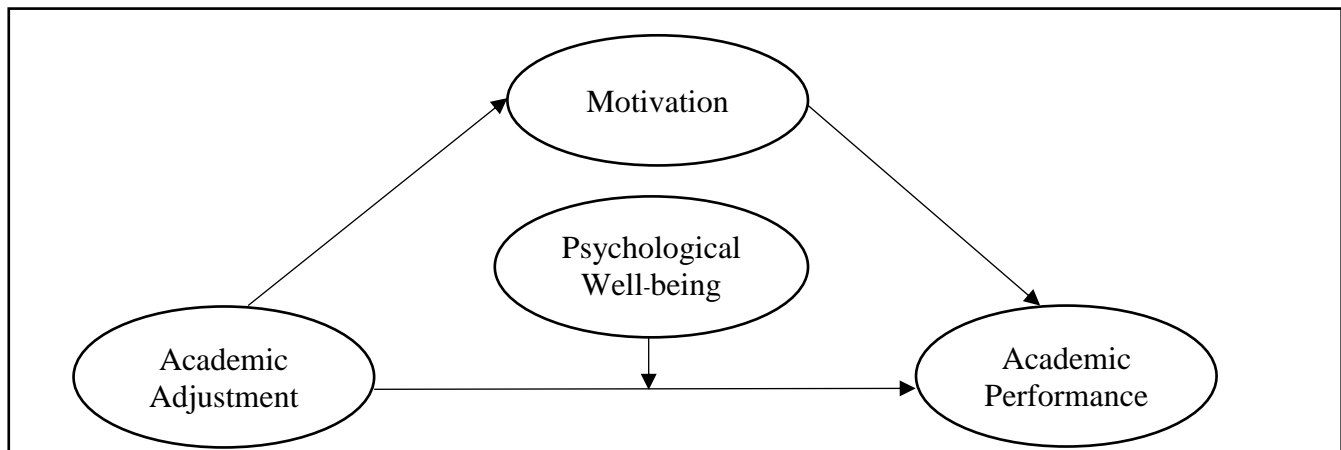 Motivation
Psychological
Well-being
Academic
Adjustment
Academic
Performance